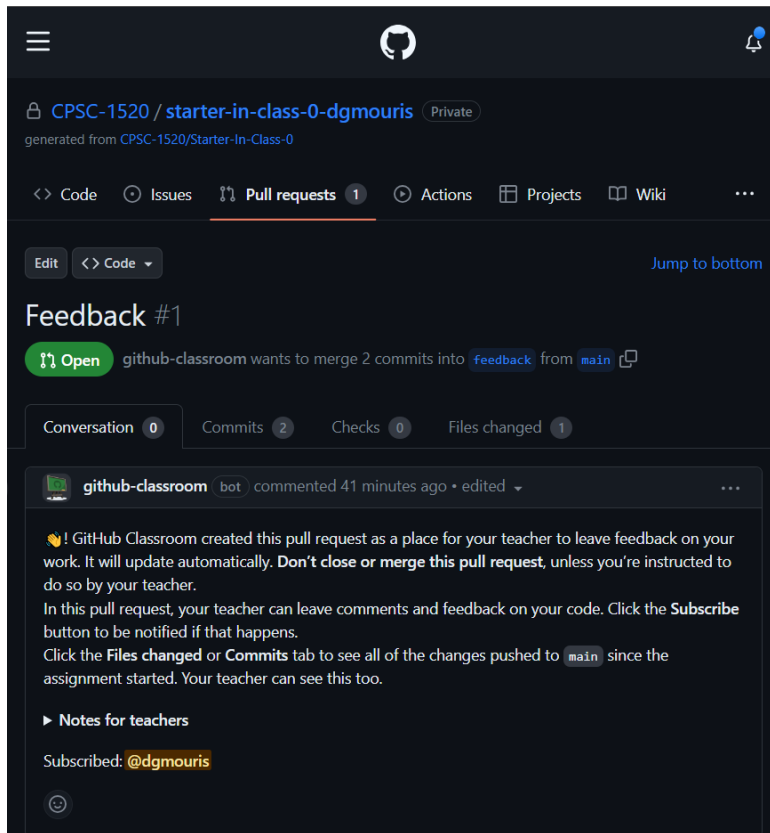 CPSC-1520 / starter-in-class-0-dgmouris Private
generated from CPSC-1520/Starter-In-Class-0
Code Issues Pull requests 1 Actions Projects Wiki ...
Edit <> Code Jump to bottom
Feedback #1
Open github-classroom wants to merge 2 commits into feedback from main
Conversation 0 Commits 2 Checks 0 Files changed 1
github-classroom bot commented 41 minutes ago • edited ...
👋! GitHub Classroom created this pull request as a place for your teacher to leave feedback on your
work. It will update automatically. Don’t close or merge this pull request, unless you’re instructed to
do so by your teacher.
In this pull request, your teacher can leave comments and feedback on your code. Click the Subscribe
button to be notified if that happens.
Click the Files changed or Commits tab to see all of the changes pushed to main since the
assignment started. Your teacher can see this too.
Notes for teachers
Subscribed: @dgmouris